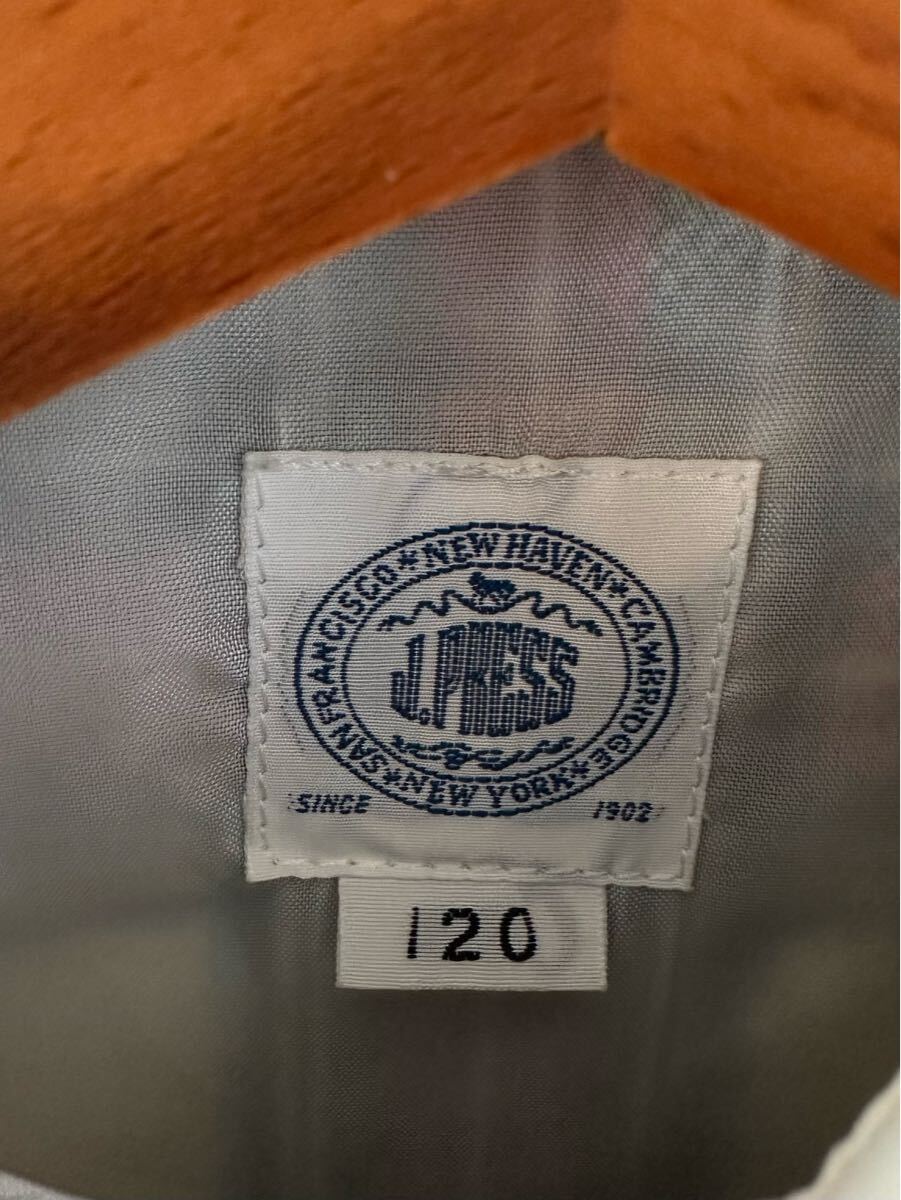 SAN FRANCISCO★NEW HAVEN★CAMBRIDGE★NEW YORK★
J.PRESS
SINCE 1902
120